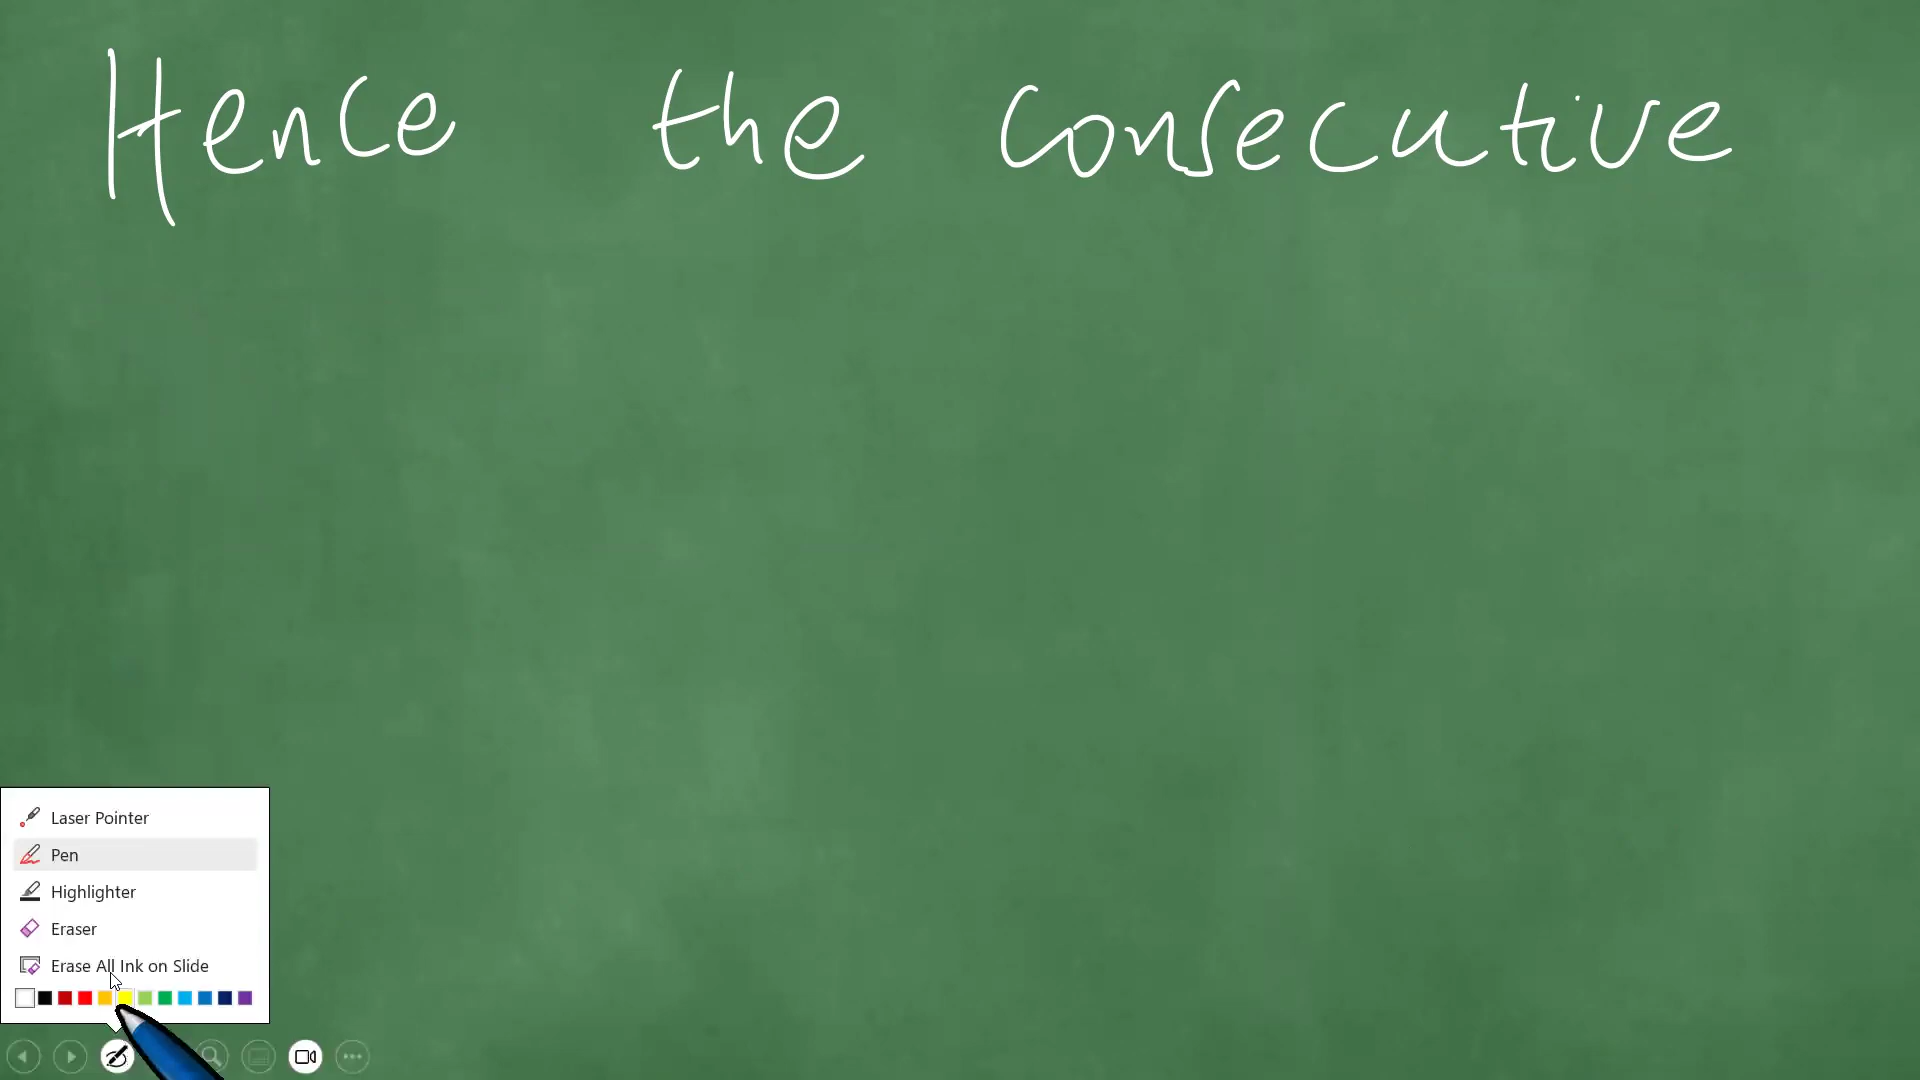 Hence the consecutive
Laser Pointer
Pen
Highlighter
Eraser
Erase All Ink on Slide